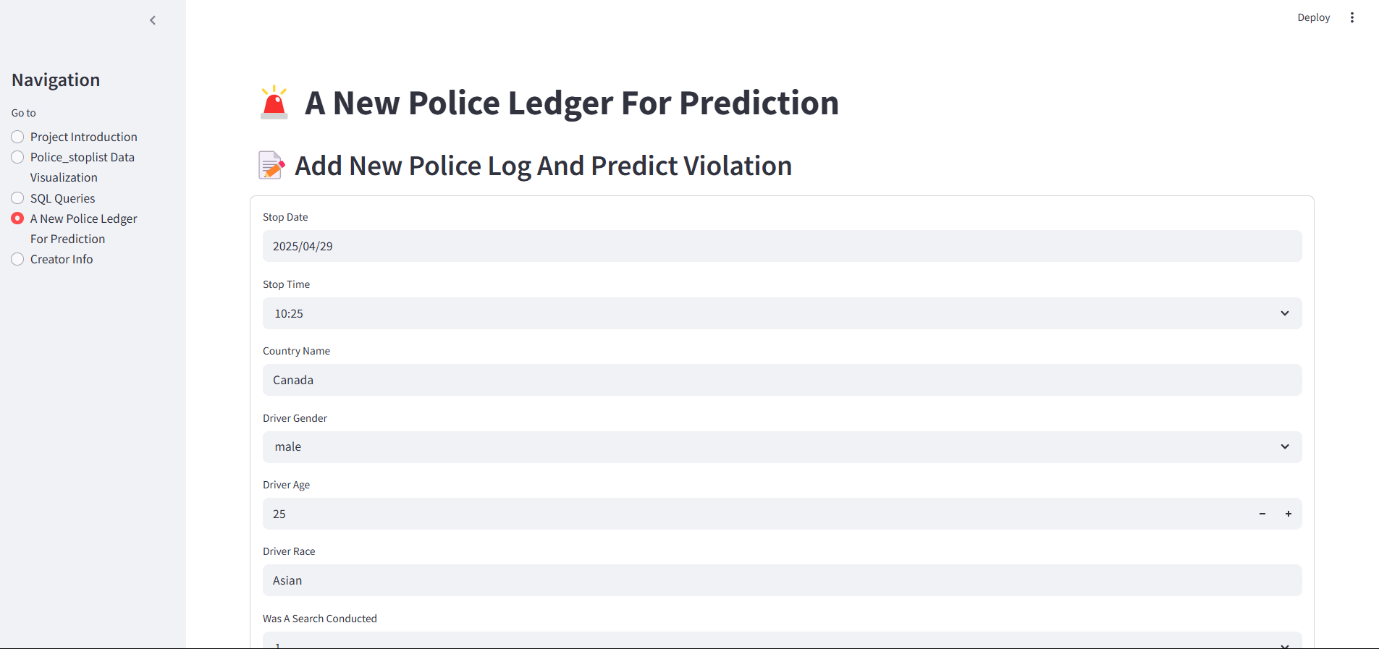 Deploy
Navigation
Go to
Project Introduction
Police_stoplist Data
Visualization
SQL Queries
A New Police Ledger
For Prediction
Creator Info
A New Police Ledger For Prediction
Add New Police Log And Predict Violation
Stop Date
2025/04/29
Stop Time
10:25
Country Name
Canada
Driver Gender
male
Driver Age
25
Driver Race
Asian
Was A Search Conducted